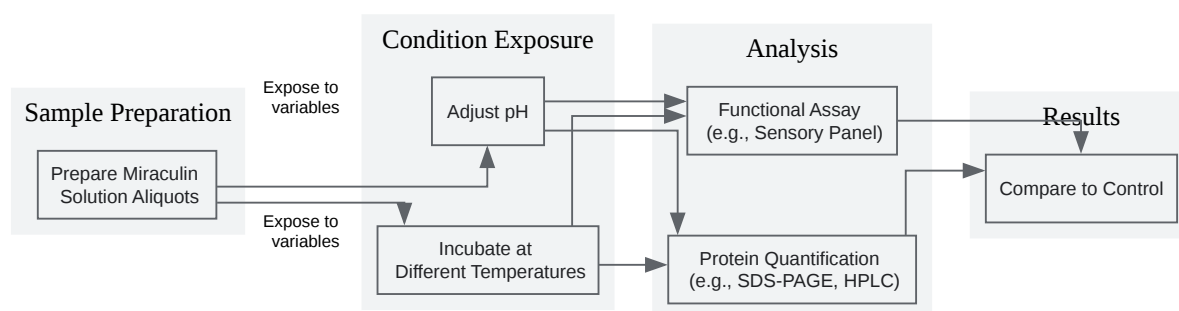 Sample Preparation
Prepare Miraculin
Solution Aliquots
Expose to
variables
Expose to
variables
Condition Exposure
Adjust pH
Incubate at
Different Temperatures
Analysis
Functional Assay
(e.g., Sensory Panel)
Protein Quantification
(e.g., SDS-PAGE, HPLC)
Results
Compare to Control